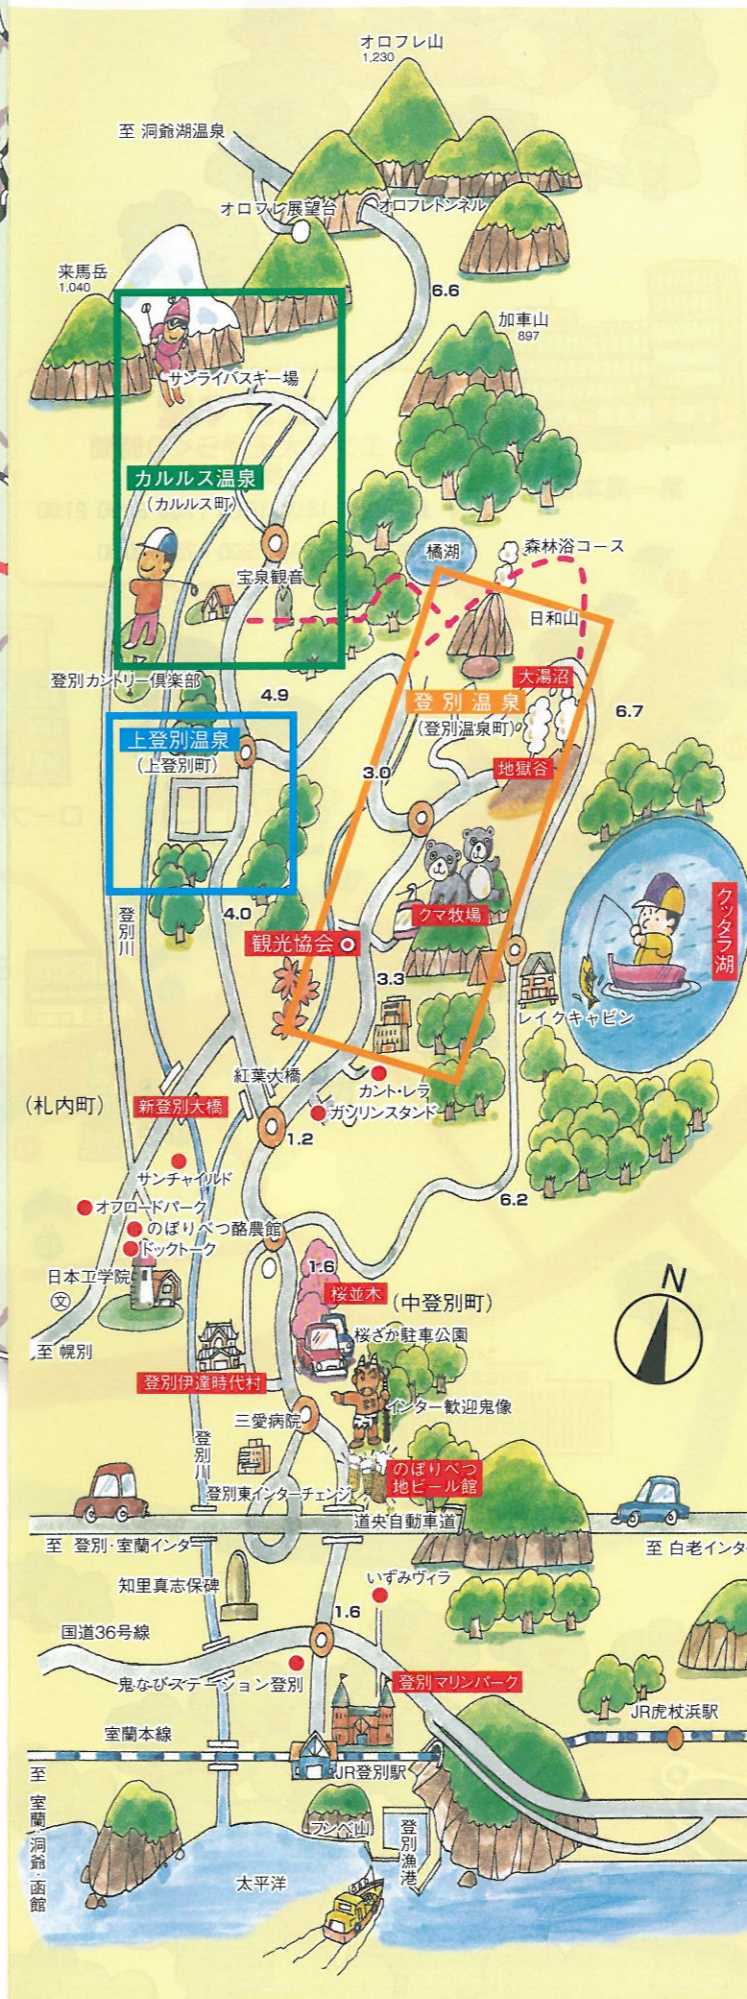 オロフレ山
1,230
至 洞爺湖温泉
オロフレ展望台
オロフレトンネル
来馬岳
1,040
6.6
加車山
897
サンライバスキー場
カルルス温泉
(カルルス町)
橘湖
森林浴コース
宝泉観音
日和山
登別カントリー倶楽部
大湯沼
4.9
登別温泉
(登別温泉町)
6.7
上登別温泉
(上登別町)
3.0
地獄谷
クマ牧場
クッタラ湖
登別川
4.0
観光協会
3.3
レイクキャビン
紅葉大橋
カント・レラ
ガソリンスタンド
(札内町)
新登別大橋
1.2
サンチャイルド
6.2
オフロードパーク
のぼりべつ酪農館
ドックトーク
日本工学院
文
1.6
桜並木
(中登別町)
N
桜ざか駐車公園
至 幌別
登別伊達時代村
インター歓迎鬼像
三愛病院
登別川
のぼりべつ
地ビール館
登別東インターチェンジ
道央自動車道
至 登別・室蘭インター
至 白老インター
知里真志保碑
いずみヴィラ
1.6
国道36号線
鬼なびステーション登別
登別マリンパーク
JR虎杖浜駅
室蘭本線
JR登別駅
至 室蘭・洞爺・函館
フンベ山
登別漁港
太平洋